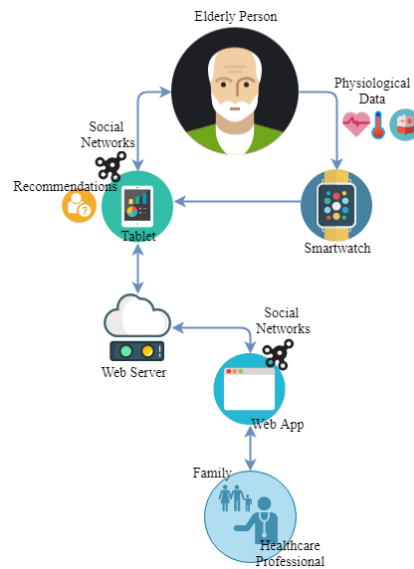 Elderly Person
Physiological
Data
Social
Networks
Recommendations
Tablet
Smartwatch
Social
Networks
Web Server
Web App
Family
Healthcare
Professional